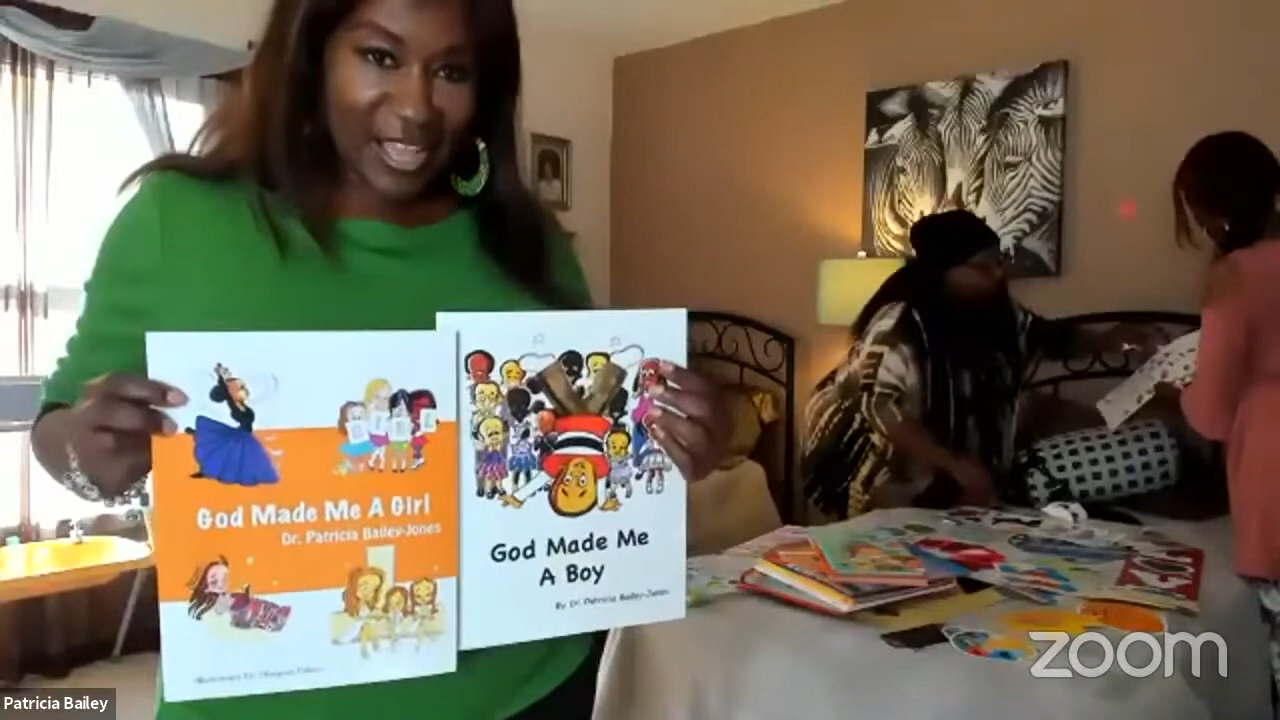 God Made Me A Girl
Dr. Patricia Bailey-Jones
God Made Me
A Boy
By Dr. Patricia Bailey-Jones
zoom
Patricia Bailey